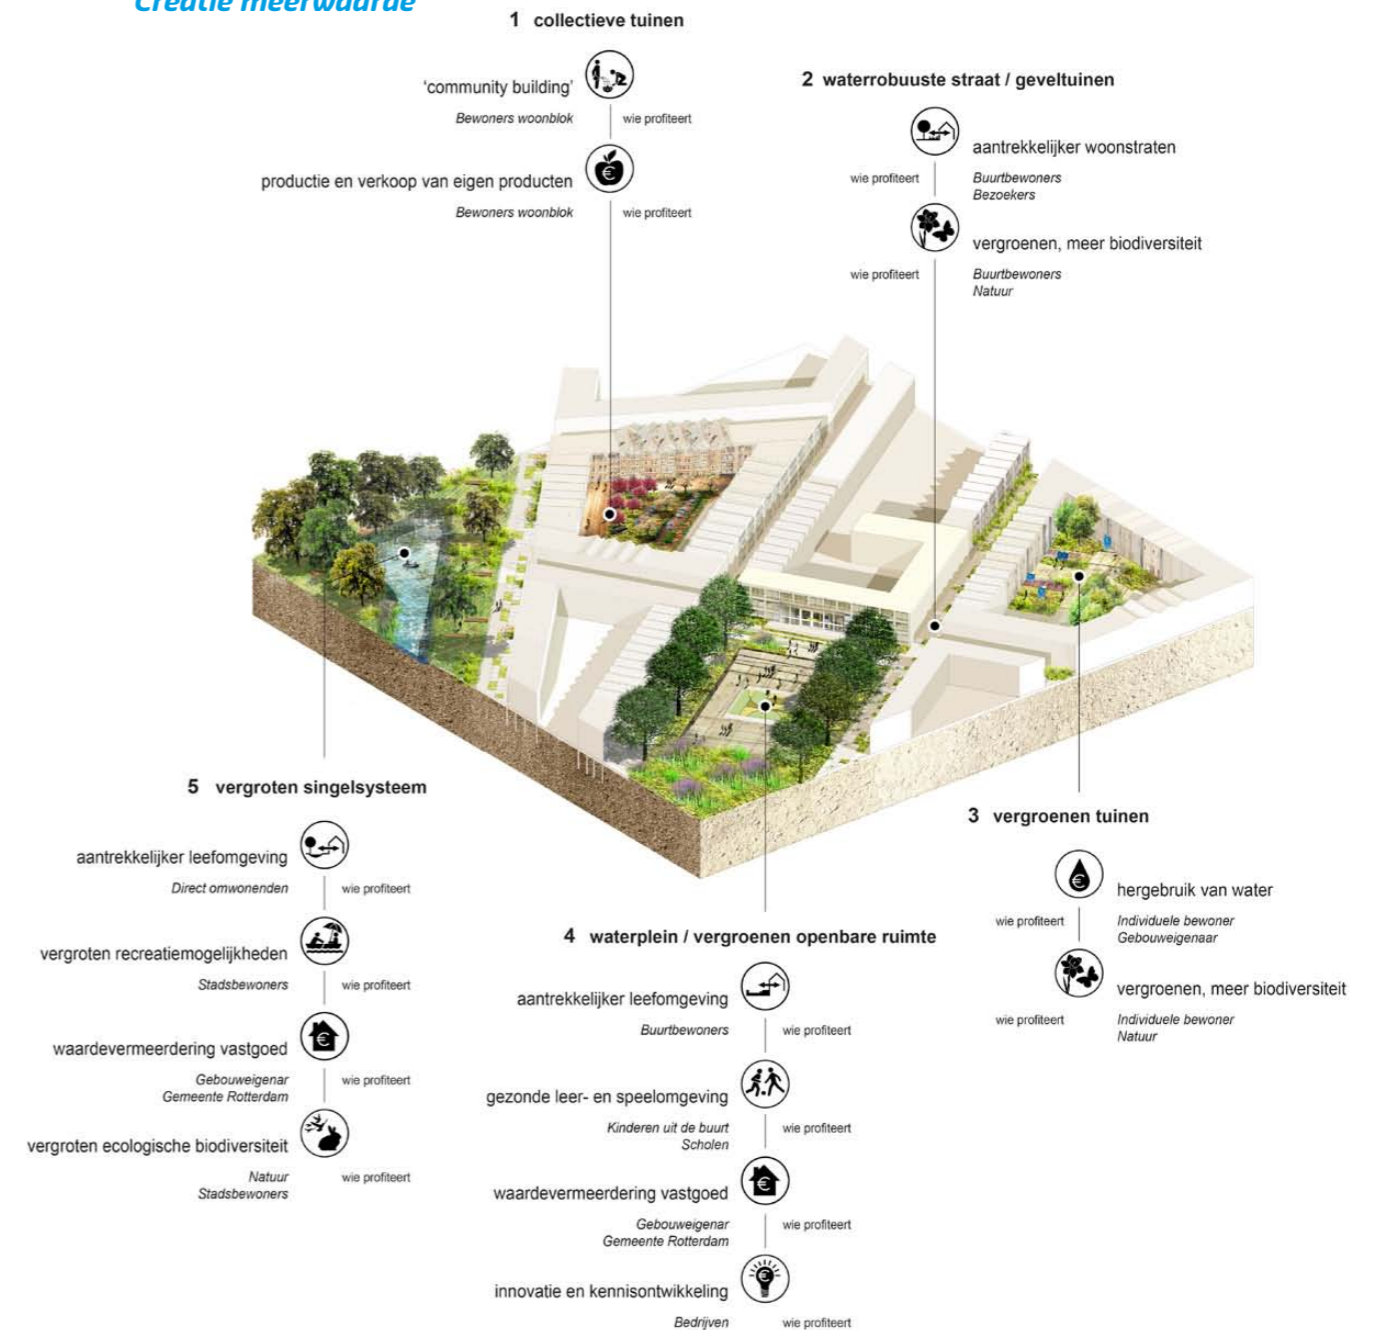 Creatie meerwaarde
1 collectieve tuinen
'community building'
Bewoners woonblok wie profiteert
productie en verkoop van eigen producten
Bewoners woonblok wie profiteert
2 waterrobuuste straat / geveltuinen
aantrekkelijker woonstraten
wie profiteert Buurtbewoners
Bezoekers
vergroenen, meer biodiversiteit
wie profiteert Buurtbewoners
Natuur
3 vergroenen tuinen
hergebruik van water
wie profiteert Individuele bewoner
Gebouweigenaar
vergroenen, meer biodiversiteit
wie profiteert Individuele bewoner
Natuur
4 waterplein / vergroenen openbare ruimte
aantrekkelijker leefomgeving
Buurtbewoners wie profiteert
gezonde leer- en speelomgeving
Kinderen uit de buurt wie profiteert
Scholen
waardevermeerdering vastgoed
Gebouweigenar wie profiteert
Gemeente Rotterdam
innovatie en kennisontwikkeling
Bedrijven wie profiteert
5 vergroten singelsysteem
aantrekkelijker leefomgeving
Direct omwonenden wie profiteert
vergroten recreatiemogelijkheden
Stadsbewoners wie profiteert
waardevermeerdering vastgoed
Gebouweigenar wie profiteert
Gemeente Rotterdam
vergroten ecologische biodiversiteit
Natuur wie profiteert
Stadsbewoners